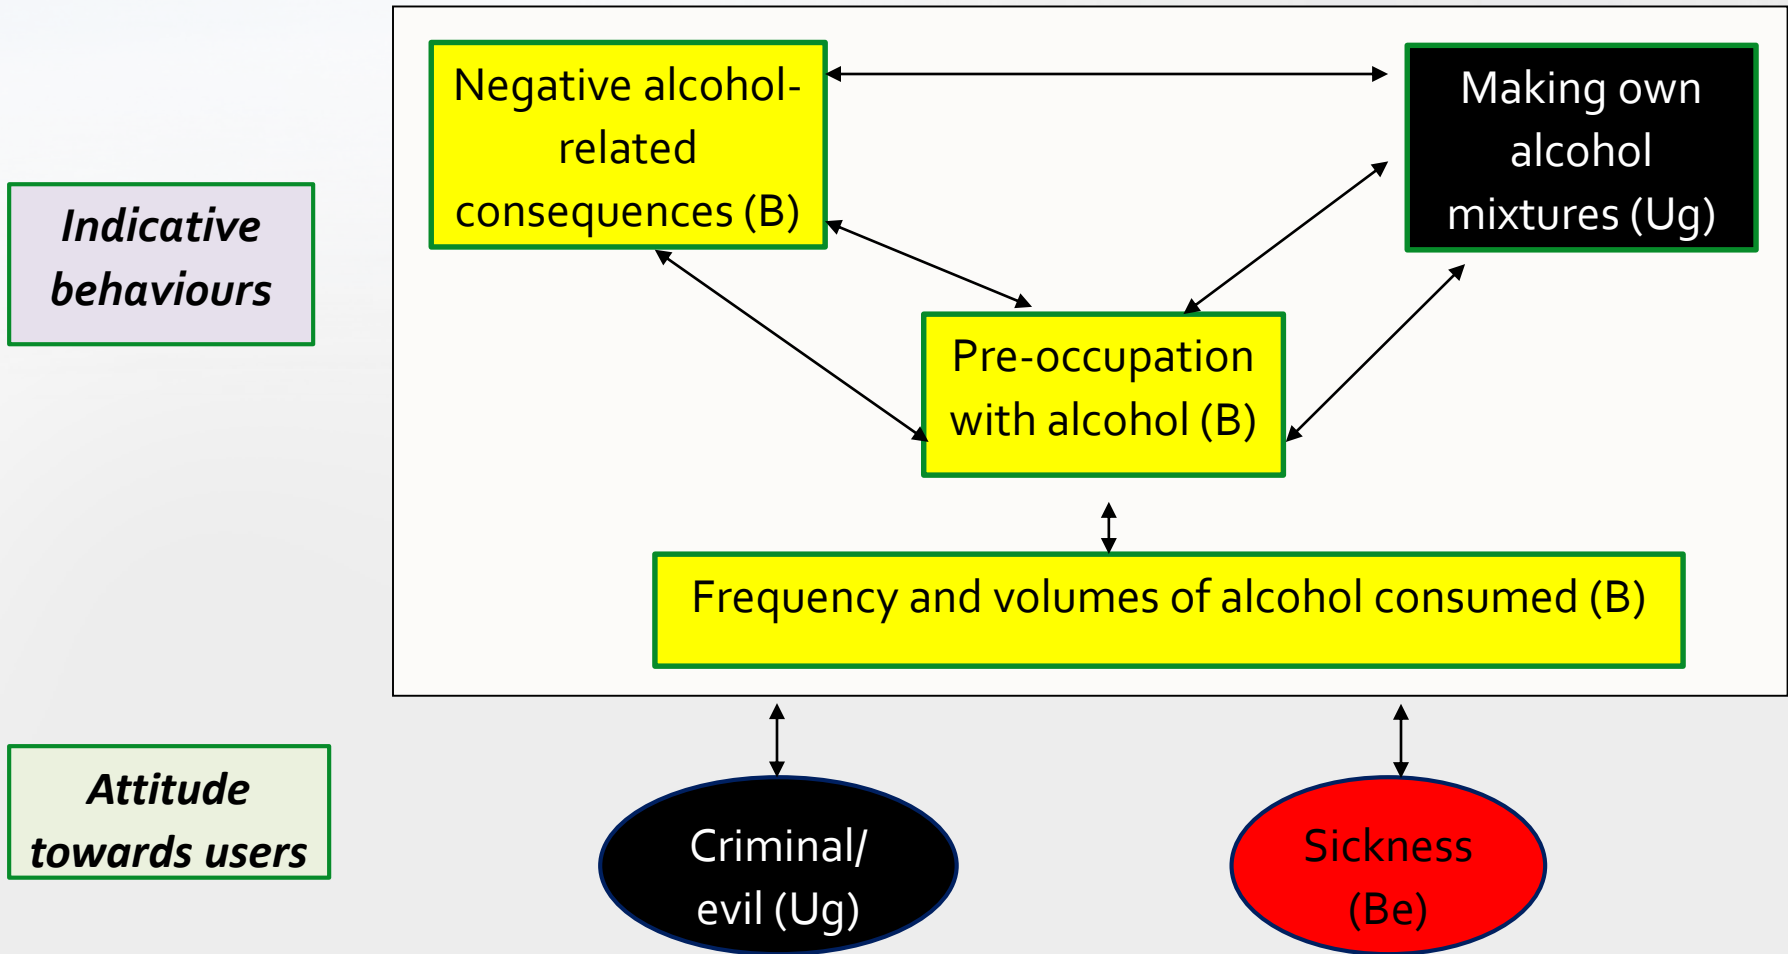 Negative alcohol-
related
consequences (B)
Making own
alcohol
mixtures (Ug)
Indicative
behaviours
Pre-occupation
with alcohol (B)
Frequency and volumes of alcohol consumed (B)
Attitude
towards users
Criminal/
evil (Ug)
Sickness
(Be)